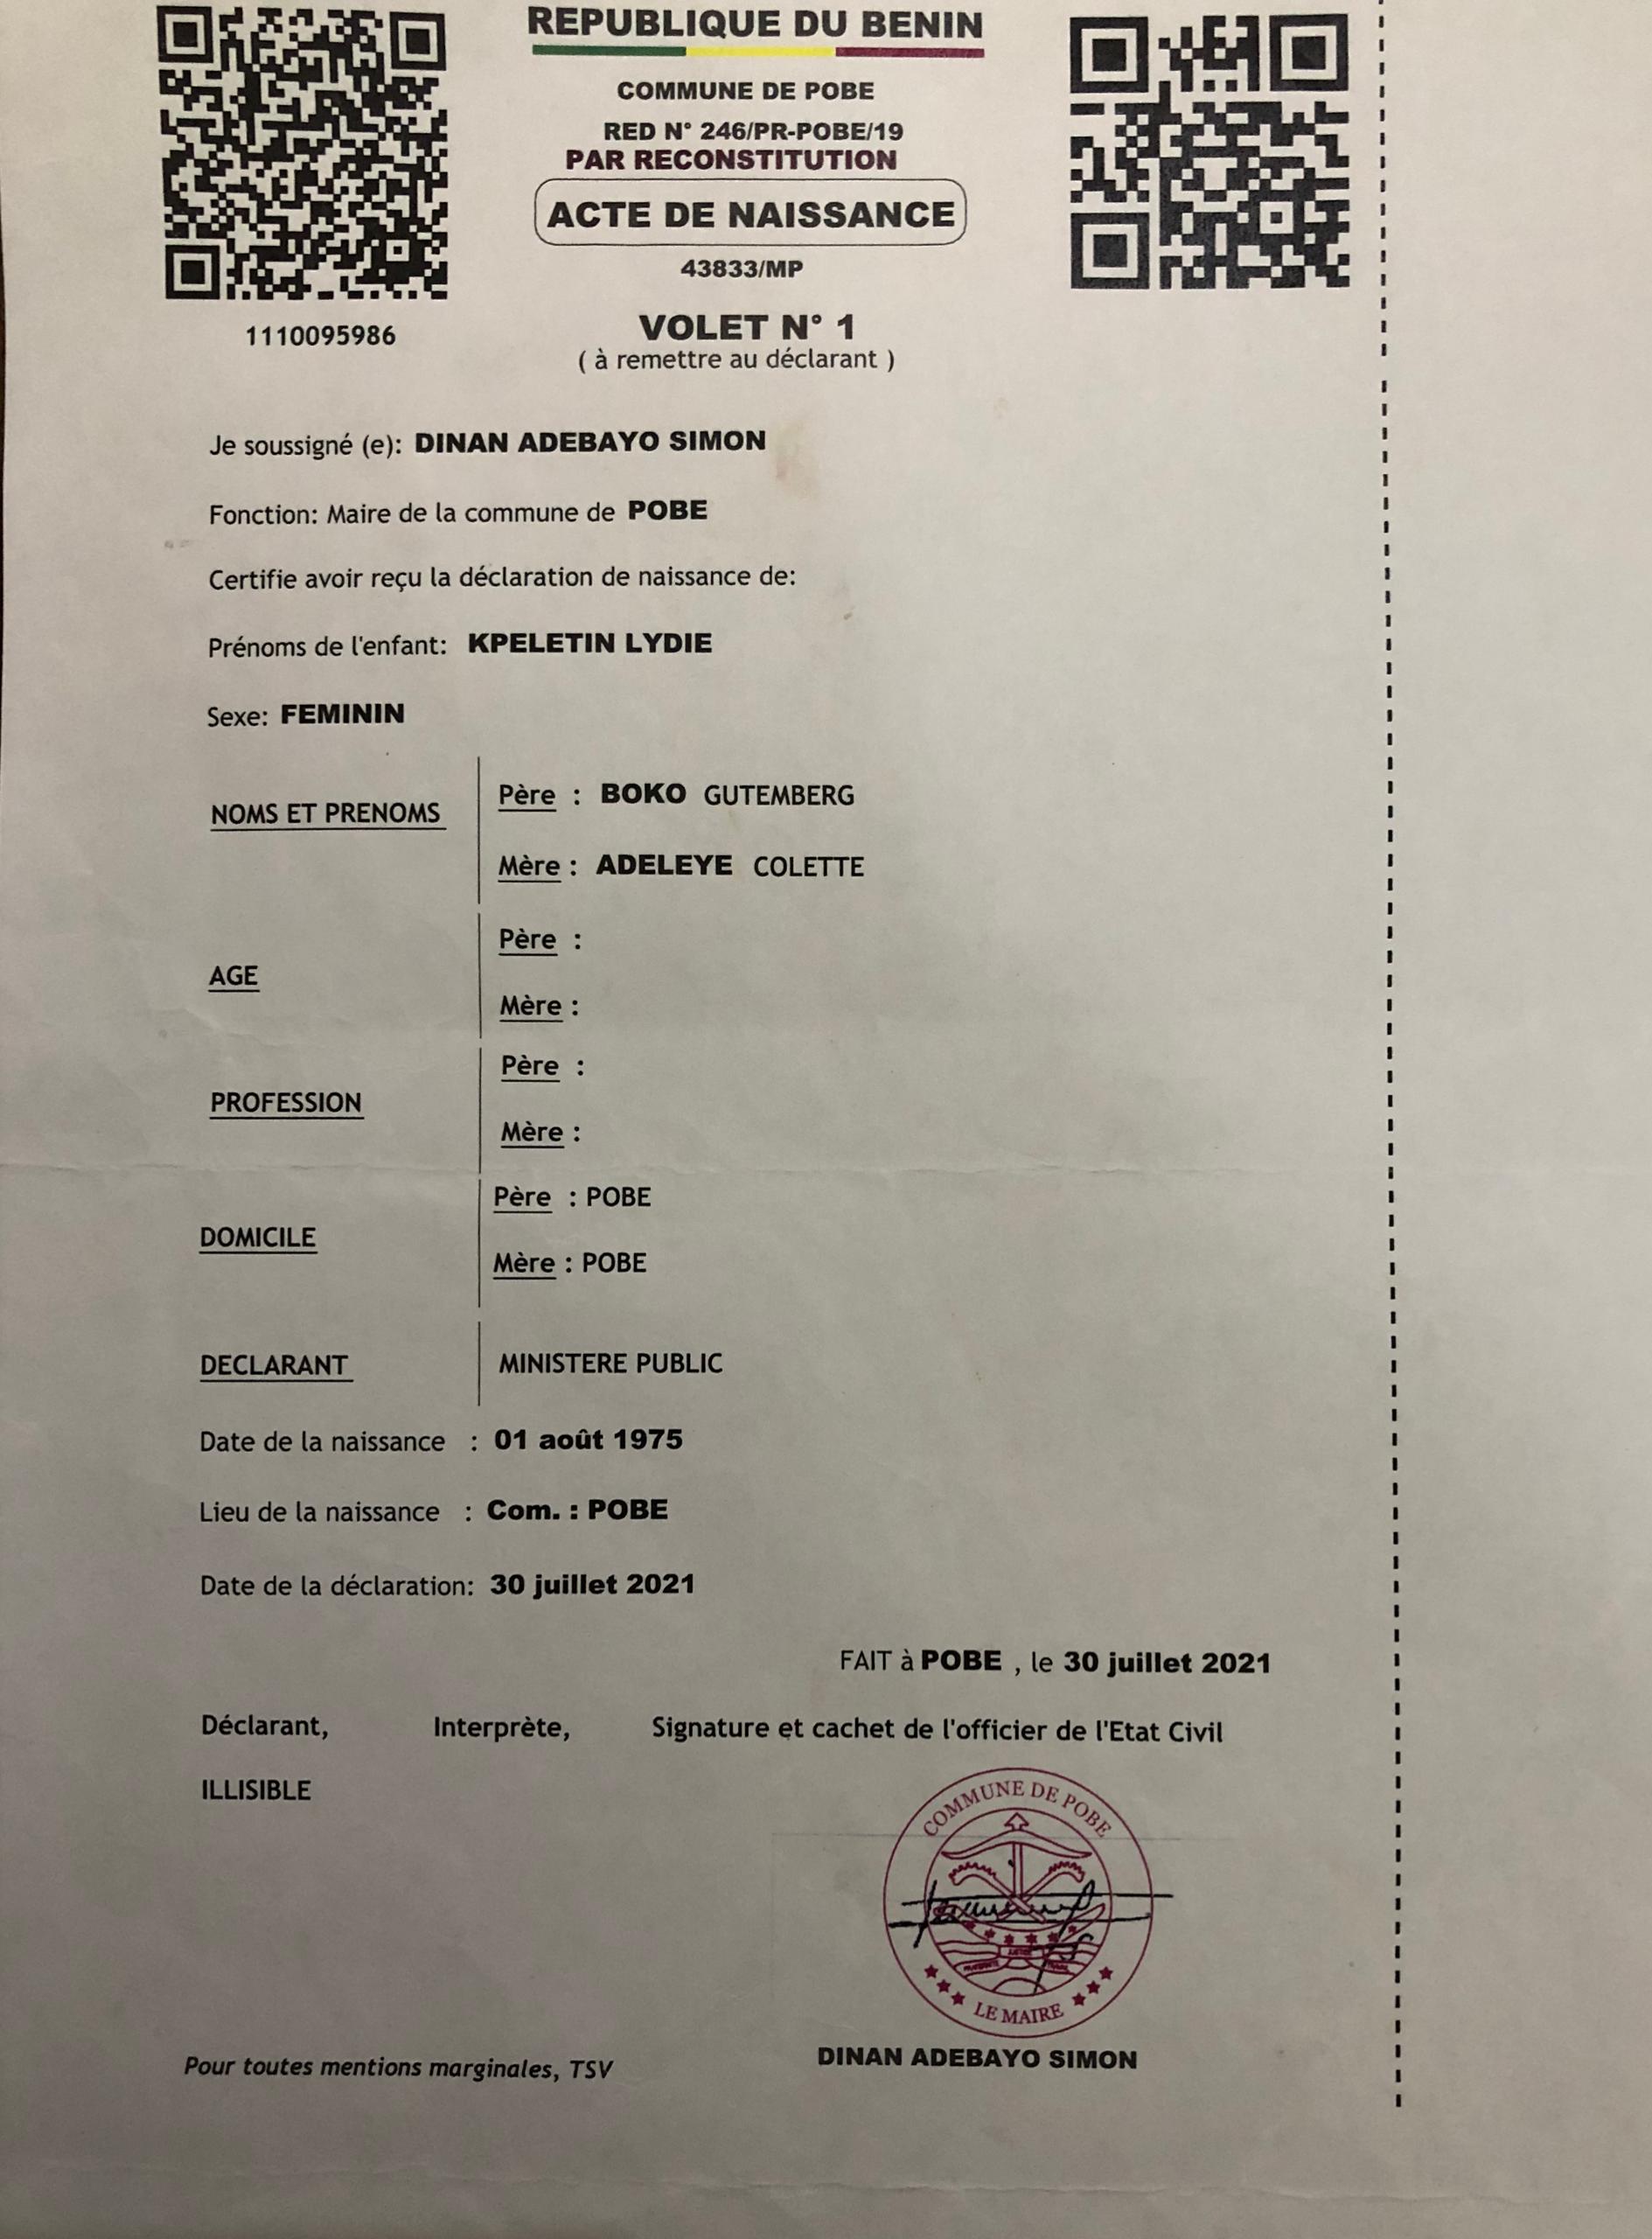 REPUBLIQUE DU BENIN
COMMUNE DE POBE
RED N° 246/PR-POBE/19
PAR RECONSTITUTION
ACTE DE NAISSANCE
43833/MP
1110095986
VOLET N° 1
( à remettre au déclarant )
Je soussigné (e): DINAN ADEBAYO SIMON
Fonction: Maire de la commune de POBE
Certifie avoir reçu la déclaration de naissance de:
Prénoms de l'enfant: KPELETIN LYDIE
Sexe: FEMININ
NOMS ET PRENOMS
Père : BOKO GUTEMBERG
Mère : ADELEYE COLETTE
AGE
Père :
Mère :
PROFESSION
Père :
Mère :
DOMICILE
Père : POBE
Mère : POBE
DECLARANT
MINISTERE PUBLIC
Date de la naissance : 01 août 1975
Lieu de la naissance : Com. : POBE
Date de la déclaration: 30 juillet 2021
FAIT à POBE , le 30 juillet 2021
Déclarant, Interprète, Signature et cachet de l'officier de l'Etat Civil
ILLISIBLE
COMMUNE DE POBE
LE MAIRE
DINAN ADEBAYO SIMON
Pour toutes mentions marginales, TSV